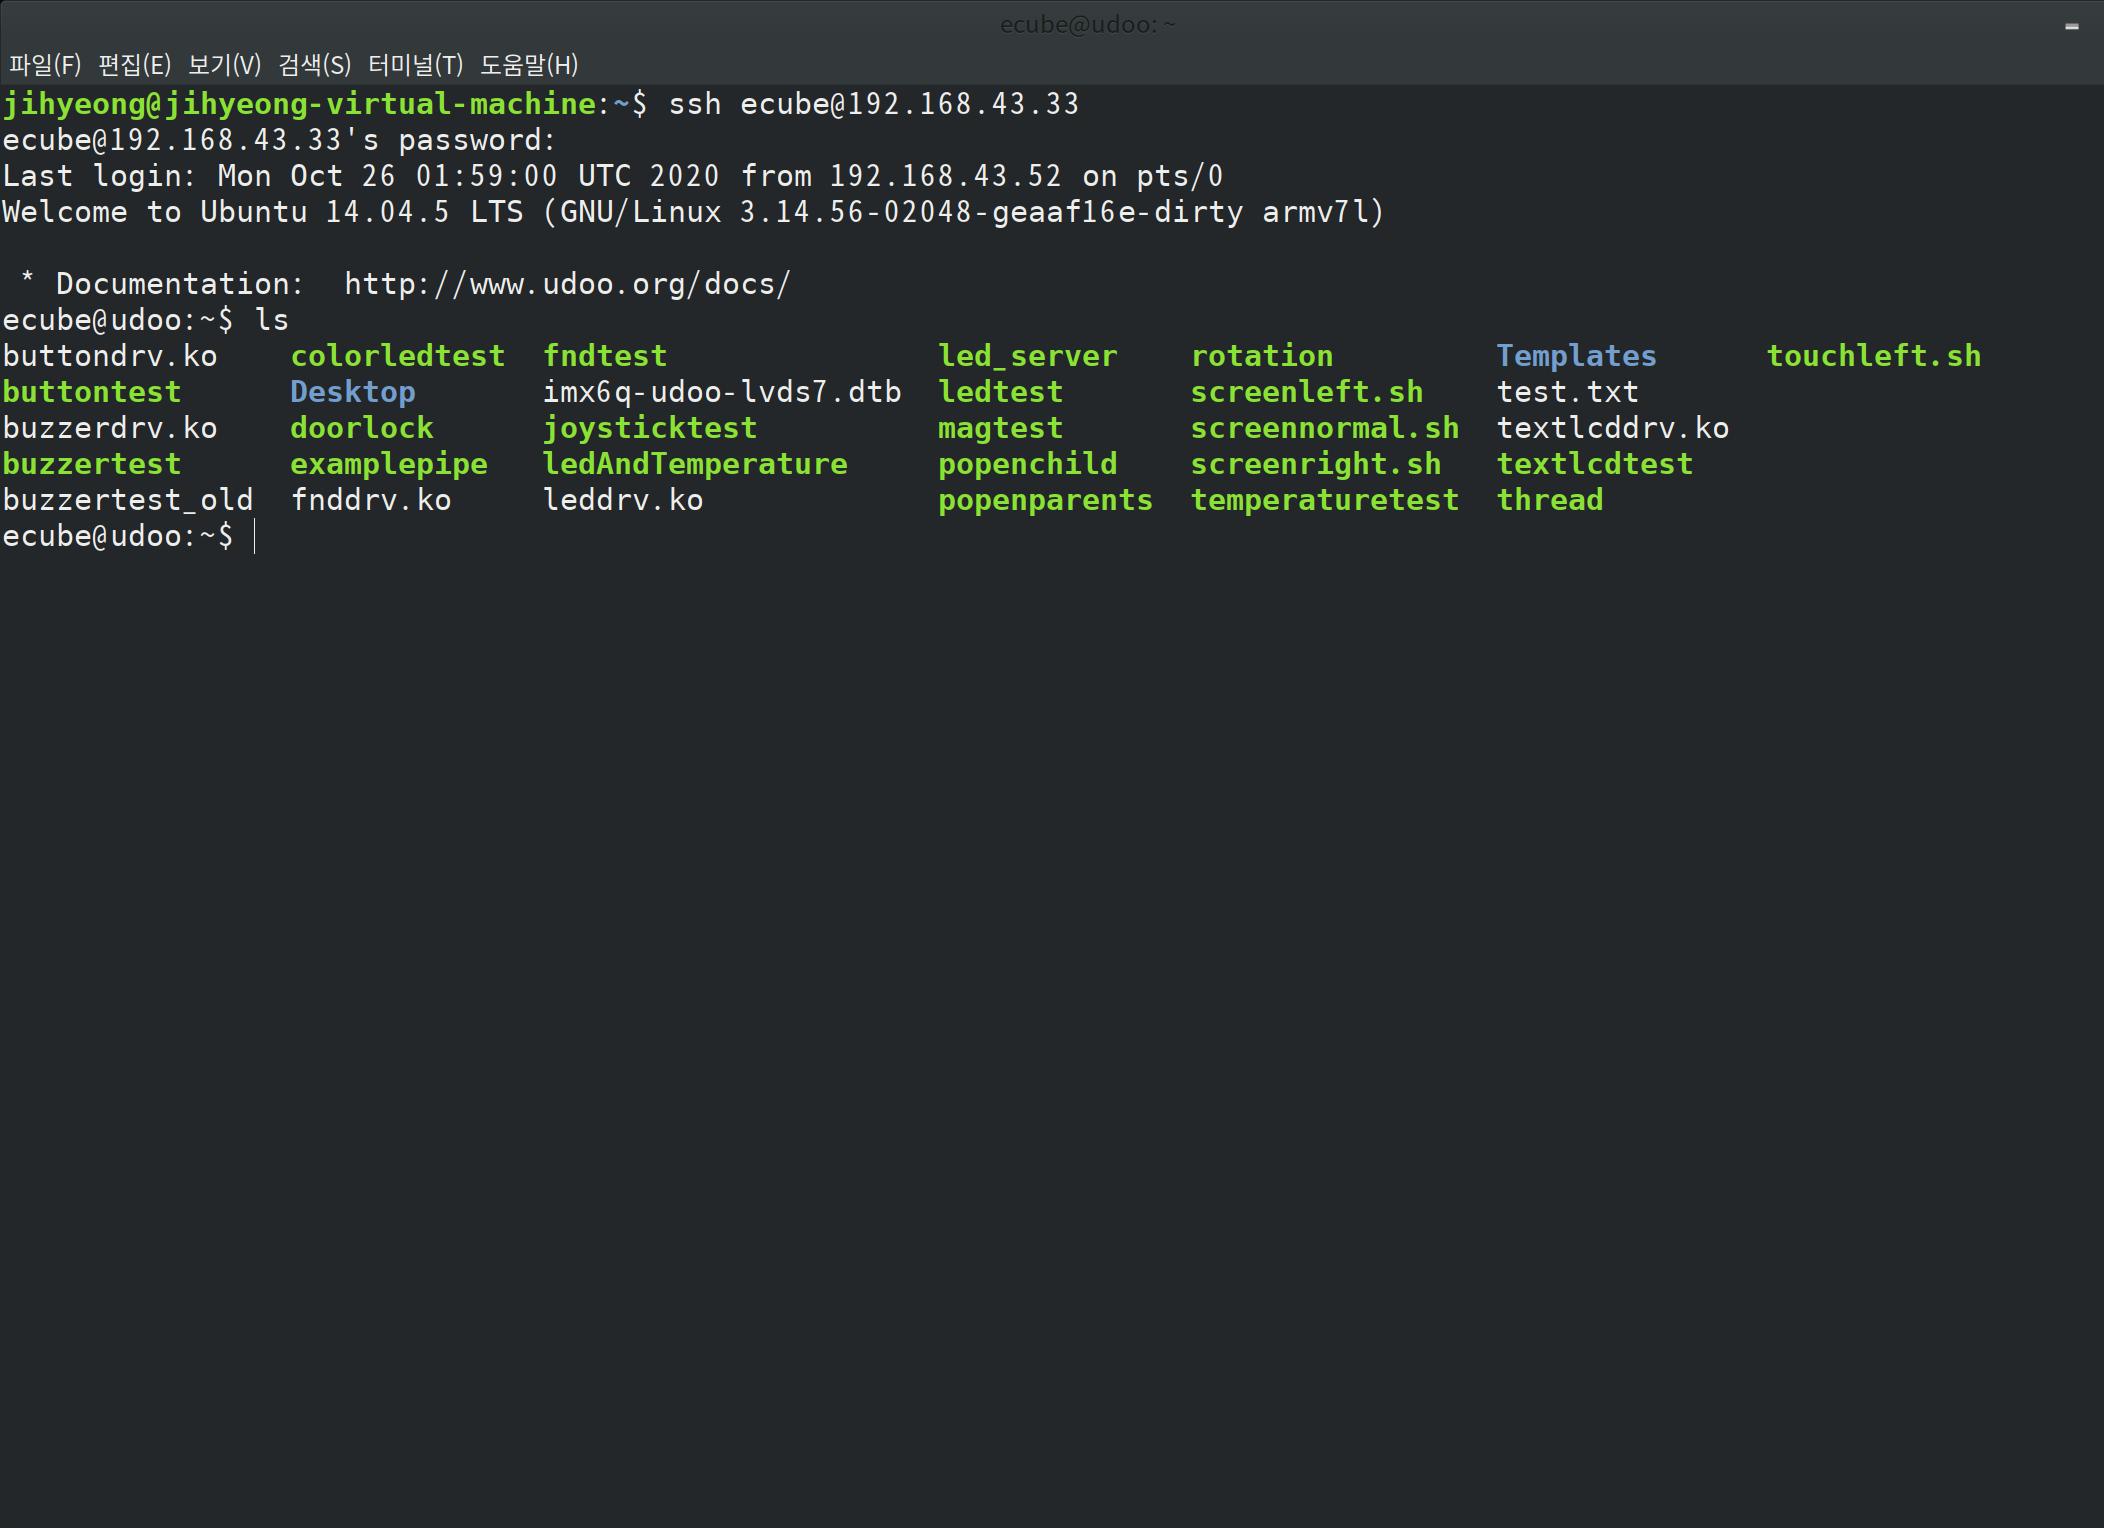 ecube@udoo: ~
파일(F) 편집(E) 보기(V) 검색(S) 터미널(T) 도움말(H)
jihyeong@jihyeong-virtual-machine:~$ ssh ecube@192.168.43.33
ecube@192.168.43.33's password:
Last login: Mon Oct 26 01:59:00 UTC 2020 from 192.168.43.52 on pts/0
Welcome to Ubuntu 14.04.5 LTS (GNU/Linux 3.14.56-02048-geaaf16e-dirty armv7l)
 * Documentation:  http://www.udoo.org/docs/
ecube@udoo:~$ ls
buttondrv.ko    colorledtest  fndtest               led_server    rotation         Templates      touchleft.sh
buttontest      Desktop       imx6q-udoo-lvds7.dtb  ledtest       screenleft.sh    test.txt
buzzerdrv.ko    doorlock      joysticktest          magtest       screennormal.sh  textlcddrv.ko
buzzertest      examplepipe   ledAndTemperature     popenchild    screenright.sh   textlcdtest
buzzertest_old  fnddrv.ko     leddrv.ko             popenparents  temperaturetest  thread
ecube@udoo:~$